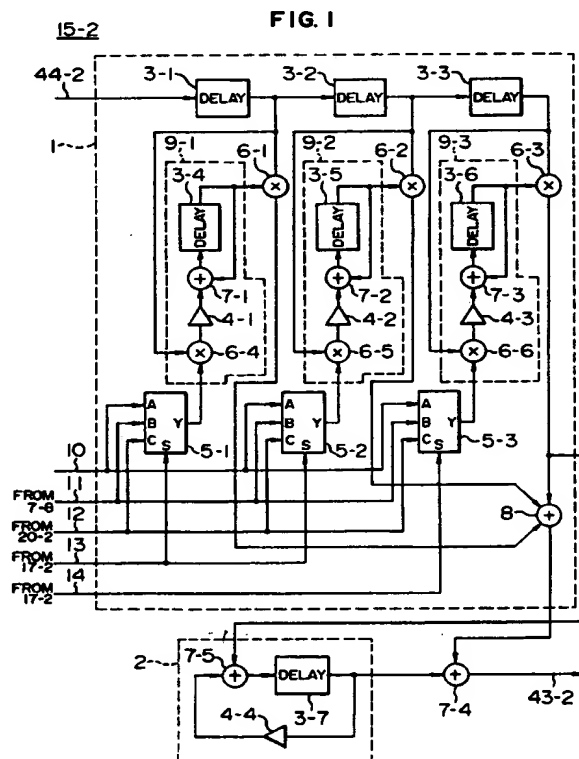 FIG. 1
15-2
44-2
3-1
3-2
3-3
DELAY
DELAY
DELAY
1
9-1
6-1
9-2
6-2
9-3
6-3
3-4
3-5
3-6
DELAY
DELAY
DELAY
7-1
7-2
7-3
4-1
4-2
4-3
6-4
6-5
6-6
A
B
C
S
Y
5-1
A
B
C
S
Y
5-2
A
B
C
S
Y
5-3
10
11
FROM 7-8
12
FROM 20-2
13
FROM 17-2
14
FROM 17-2
8
2
7-5
DELAY
3-7
4-4
7-4
43-2